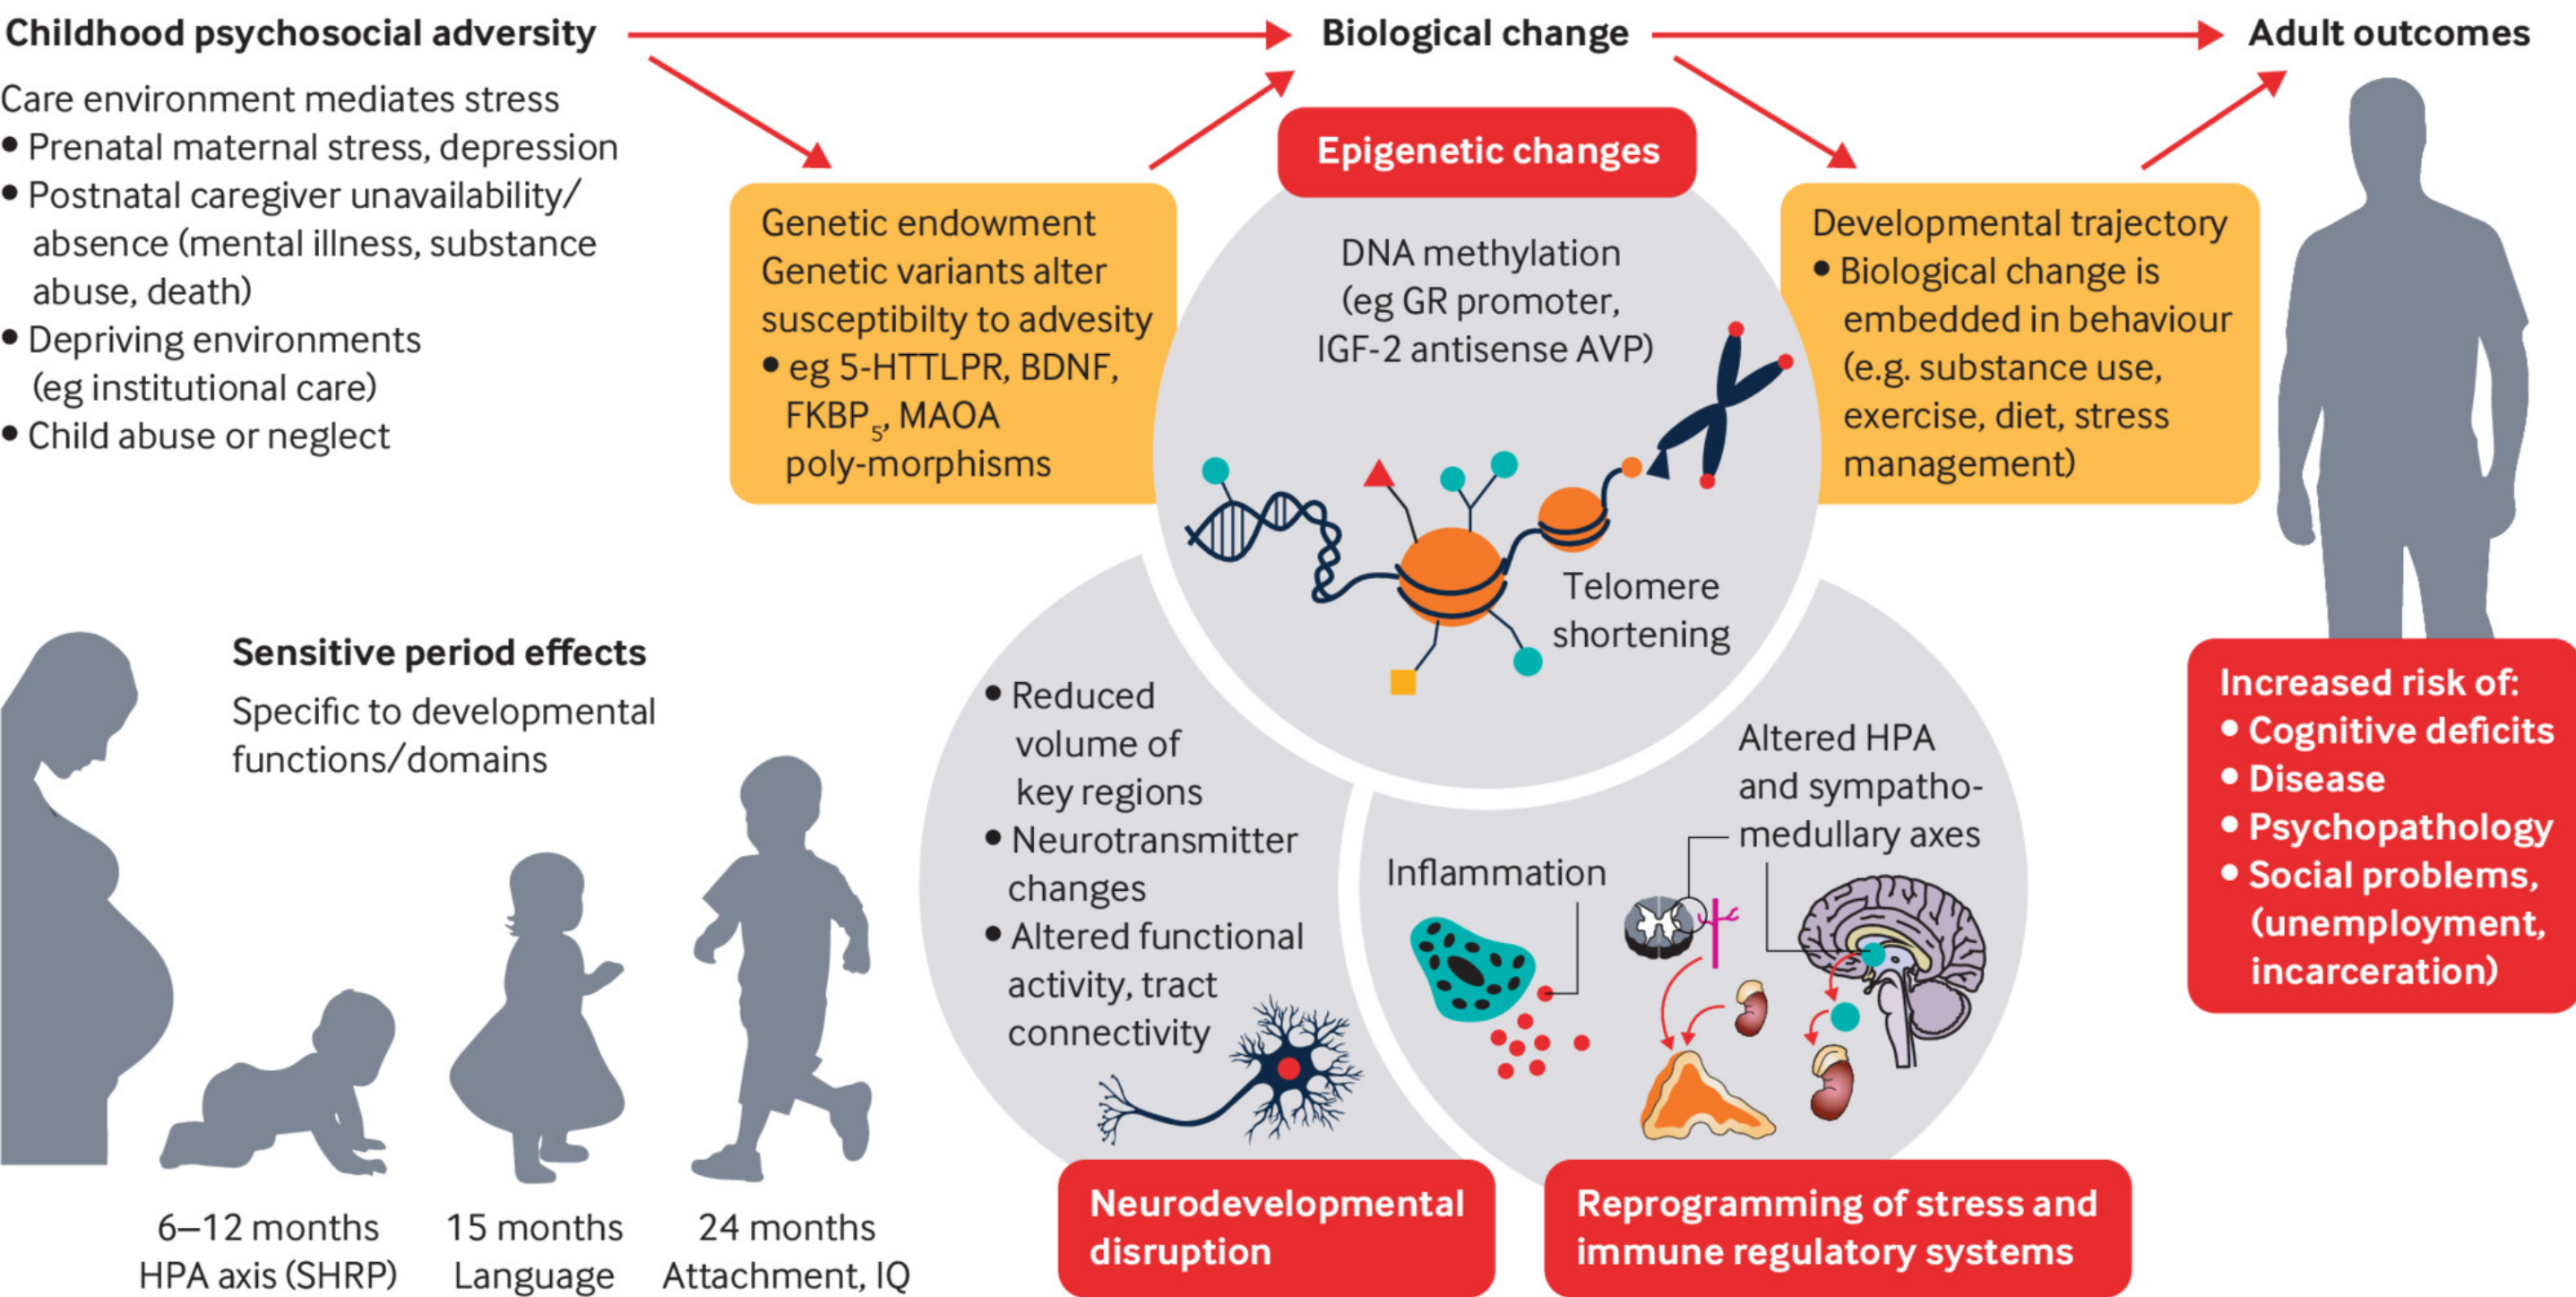 Childhood psychosocial adversity
Care environment mediates stress
• Prenatal maternal stress, depression
• Postnatal caregiver unavailability/
absence (mental illness, substance
abuse, death)
• Depriving environments
(eg institutional care)
• Child abuse or neglect
Sensitive period effects
Specific to developmental
functions/domains
6–12 months
HPA axis (SHRP)
15 months
Language
24 months
Attachment, IQ
Genetic endowment
Genetic variants alter
susceptibilty to advesity
• eg 5-HTTLPR, BDNF,
FKBP5, MAOA
poly-morphisms
Biological change
Epigenetic changes
DNA methylation
(eg GR promoter,
IGF-2 antisense AVP)
Telomere
shortening
• Reduced
volume of
key regions
• Neurotransmitter
changes
• Altered functional
activity, tract
connectivity
Neurodevelopmental
disruption
Inflammation
Altered HPA
and sympatho-
medullary axes
Reprogramming of stress and
immune regulatory systems
Developmental trajectory
• Biological change is
embedded in behaviour
(e.g. substance use,
exercise, diet, stress
management)
Adult outcomes
Increased risk of:
• Cognitive deficits
• Disease
• Psychopathology
• Social problems,
(unemployment,
incarceration)